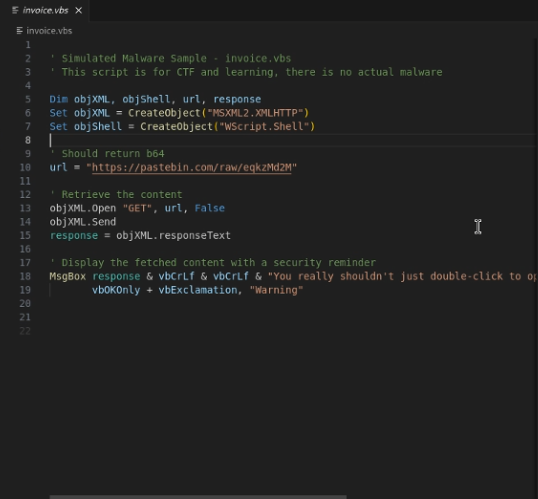 invoice.vbs
invoice.vbs
1
2 ' Simulated Malware Sample - invoice.vbs
3 ' This script is for CTF and learning, there is no actual malware
4
5 Dim objXML, objShell, url, response
6 Set objXML = CreateObject("MSXML2.XMLHTTP")
7 Set objShell = CreateObject("WScript.Shell")
8
9 ' Should return b64
10 url = "https://pastebin.com/raw/eqkzMd2M"
11
12 ' Retrieve the content
13 objXML.Open "GET", url, False
14 objXML.Send
15 response = objXML.responseText
16
17 ' Display the fetched content with a security reminder
18 MsgBox response & vbCrLf & vbCrLf & "You really shouldn't just double-click to op
19 vbOKOnly + vbExclamation, "Warning"
20
21
22